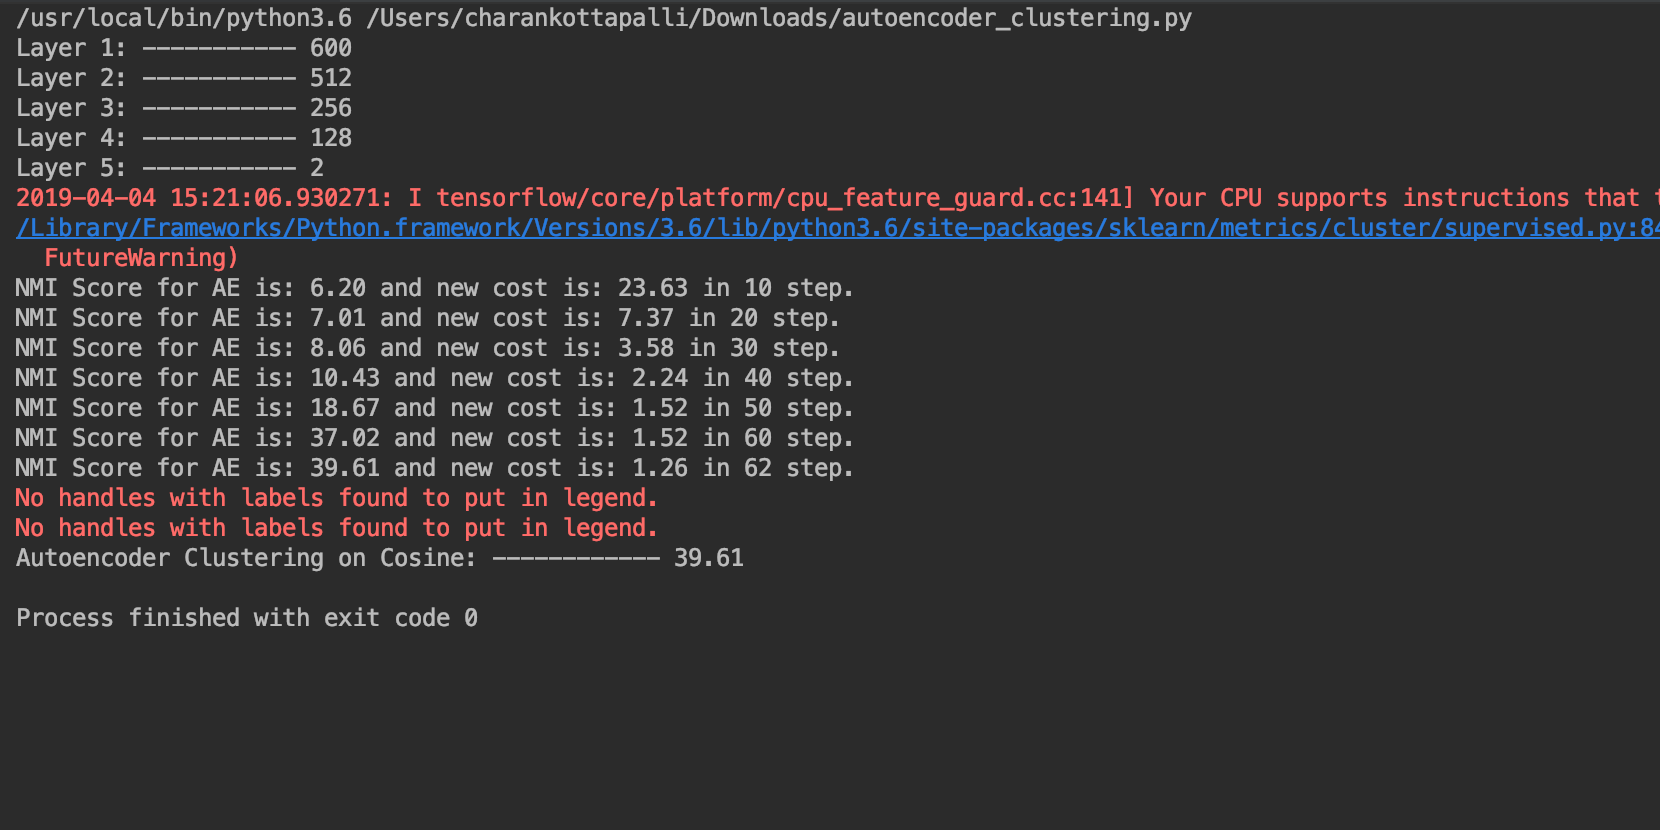 /usr/local/bin/python3.6 /Users/charankottapalli/Downloads/autoencoder_clustering.py
Layer 1: ----------- 600
Layer 2: ----------- 512
Layer 3: ----------- 256
Layer 4: ----------- 128
Layer 5: ----------- 2
2019-04-04 15:21:06.930271: I tensorflow/core/platform/cpu_feature_guard.cc:141] Your CPU supports instructions that
/Library/Frameworks/Python.framework/Versions/3.6/lib/python3.6/site-packages/sklearn/metrics/cluster/supervised.py:84
FutureWarning)
NMI Score for AE is: 6.20 and new cost is: 23.63 in 10 step.
NMI Score for AE is: 7.01 and new cost is: 7.37 in 20 step.
NMI Score for AE is: 8.06 and new cost is: 3.58 in 30 step.
NMI Score for AE is: 10.43 and new cost is: 2.24 in 40 step.
NMI Score for AE is: 18.67 and new cost is: 1.52 in 50 step.
NMI Score for AE is: 37.02 and new cost is: 1.52 in 60 step.
NMI Score for AE is: 39.61 and new cost is: 1.26 in 62 step.
No handles with labels found to put in legend.
No handles with labels found to put in legend.
Autoencoder Clustering on Cosine: ------------ 39.61
Process finished with exit code 0